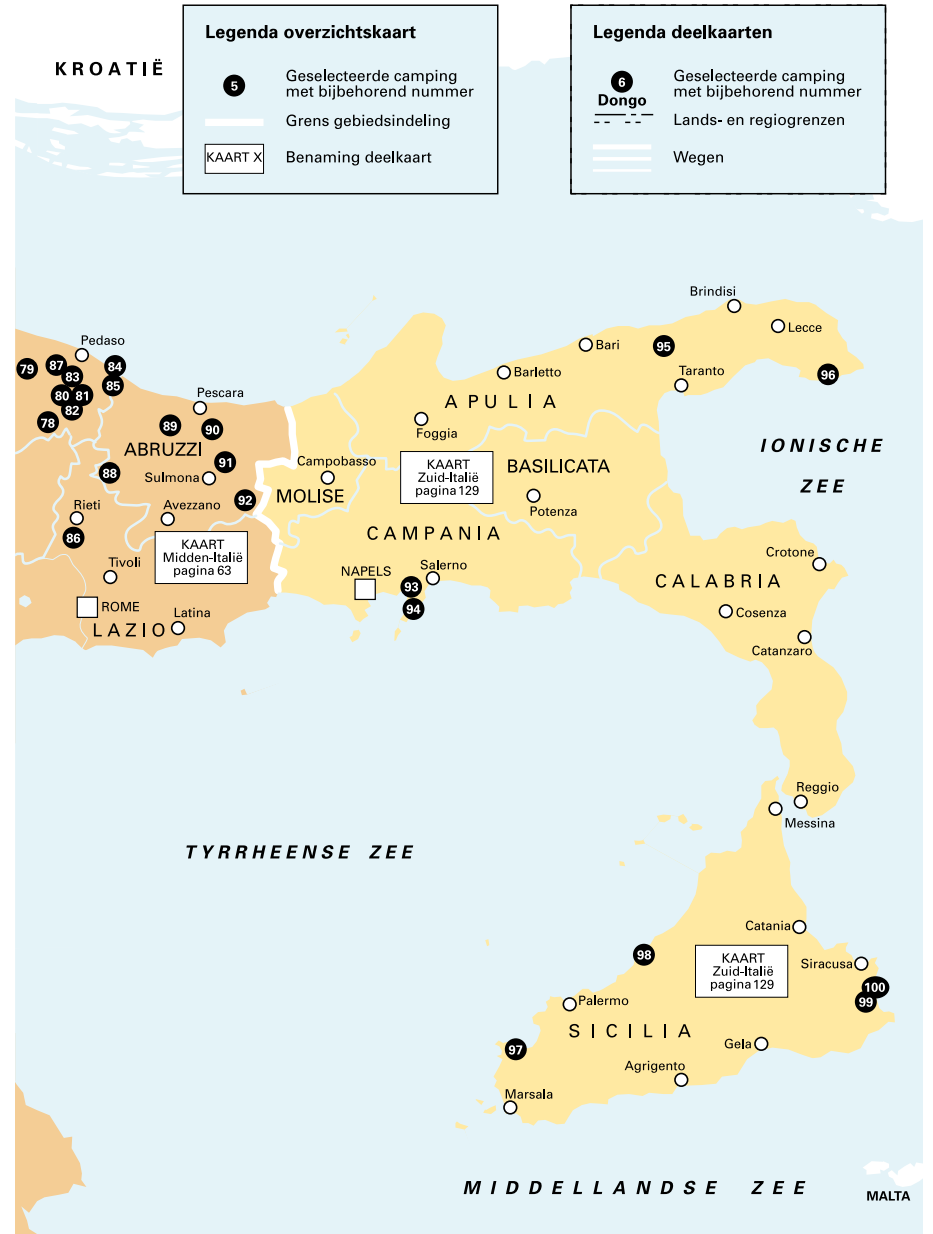 Legenda overzichtskaart
5
Geselecteerde camping
met bijbehorend nummer
Grens gebiedsindeling
KAART X
Benaming deelkaart
Legenda deelkaarten
6
Dongo
Geselecteerde camping
met bijbehorend nummer
Lands- en regiogrenzen
Wegen
KROATIË
Brindisi
Lecce
Pedaso
79
87
83
84
85
80
81
82
78
Bari
95
96
Taranto
Barletto
Pescara
APULIA
89
90
Foggia
ABRUZZI
IONISCHE
ZEE
91
88
Sulmona
Campobasso
KAART
Zuid-Italië
pagina 129
BASILICATA
MOLISE
92
Potenza
Rieti
Avezzano
86
KAART
Midden-Italië
pagina 63
CAMPANIA
Tivoli
NAPELS
Salerno
93
94
Crotone
CALABRIA
ROME
Latina
LAZIO
Cosenza
Catanzaro
Reggio
Messina
TYRRHEENSE ZEE
Catania
98
KAART
Zuid-Italië
pagina 129
Siracusa
100
99
Palermo
SICILIA
97
Gela
Agrigento
Marsala
MIDDELLANDSE ZEE
MALTA